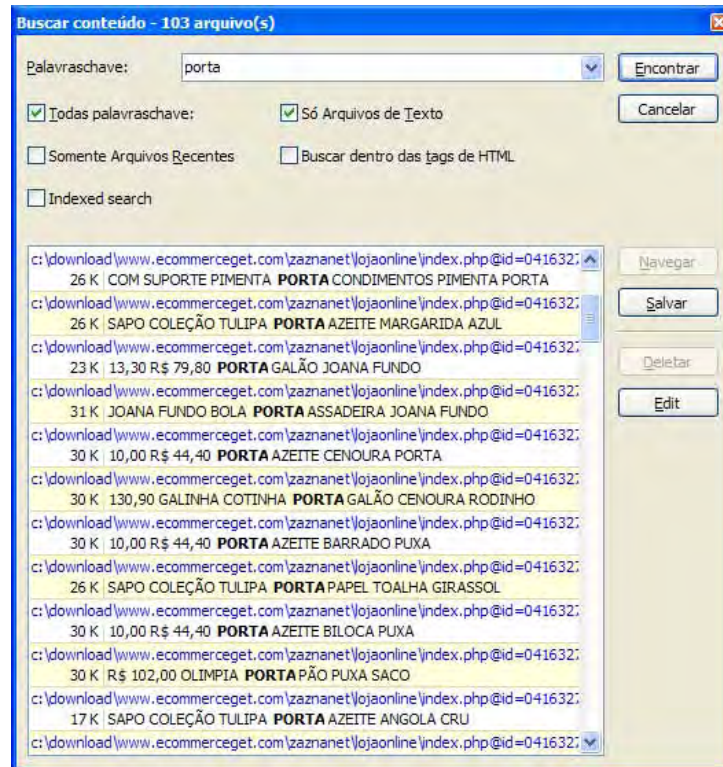 Buscar conteúdo - 103 arquivo(s)
Palavraschave: porta Encontrar
Todas palavraschave: Só Arquivos de Texto Cancelar
Somente Arquivos Recentes Buscar dentro das tags de HTML
Indexed search
c:\download\www.ecommerceget.com\zaznanet\lojaonline\index.php@id=0416327
26 K COM SUPORTE PIMENTA PORTA CONDIMENTOS PIMENTA PORTA
Navegar
c:\download\www.ecommerceget.com\zaznanet\lojaonline\index.php@id=0416327
26 K SAPO COLEÇÃO TULIPA PORTA AZEITE MARGARIDA AZUL
Salvar
c:\download\www.ecommerceget.com\zaznanet\lojaonline\index.php@id=0416327
23 K 13,30 R$ 79,80 PORTA GALÃO JOANA FUNDO
Deletar
c:\download\www.ecommerceget.com\zaznanet\lojaonline\index.php@id=0416327
31 K JOANA FUNDO BOLA PORTA ASSADEIRA JOANA FUNDO
Edit
c:\download\www.ecommerceget.com\zaznanet\lojaonline\index.php@id=0416327
30 K 10,00 R$ 44,40 PORTA AZEITE CENOURA PORTA
c:\download\www.ecommerceget.com\zaznanet\lojaonline\index.php@id=0416327
30 K 130,90 GALINHA COTINHA PORTA GALÃO CENOURA RODINHO
c:\download\www.ecommerceget.com\zaznanet\lojaonline\index.php@id=0416327
30 K 10,00 R$ 44,40 PORTA AZEITE BARRADO PUXA
c:\download\www.ecommerceget.com\zaznanet\lojaonline\index.php@id=0416327
26 K SAPO COLEÇÃO TULIPA PORTA PAPEL TOALHA GIRASSOL
c:\download\www.ecommerceget.com\zaznanet\lojaonline\index.php@id=0416327
30 K 10,00 R$ 44,40 PORTA AZEITE BILOCA PUXA
c:\download\www.ecommerceget.com\zaznanet\lojaonline\index.php@id=0416327
30 K R$ 102,00 OLIMPIA PORTA PÃO PUXA SACO
c:\download\www.ecommerceget.com\zaznanet\lojaonline\index.php@id=0416327
17 K SAPO COLEÇÃO TULIPA PORTA AZEITE ANGOLA CRU
c:\download\www.ecommerceget.com\zaznanet\lojaonline\index.php@id=0416327